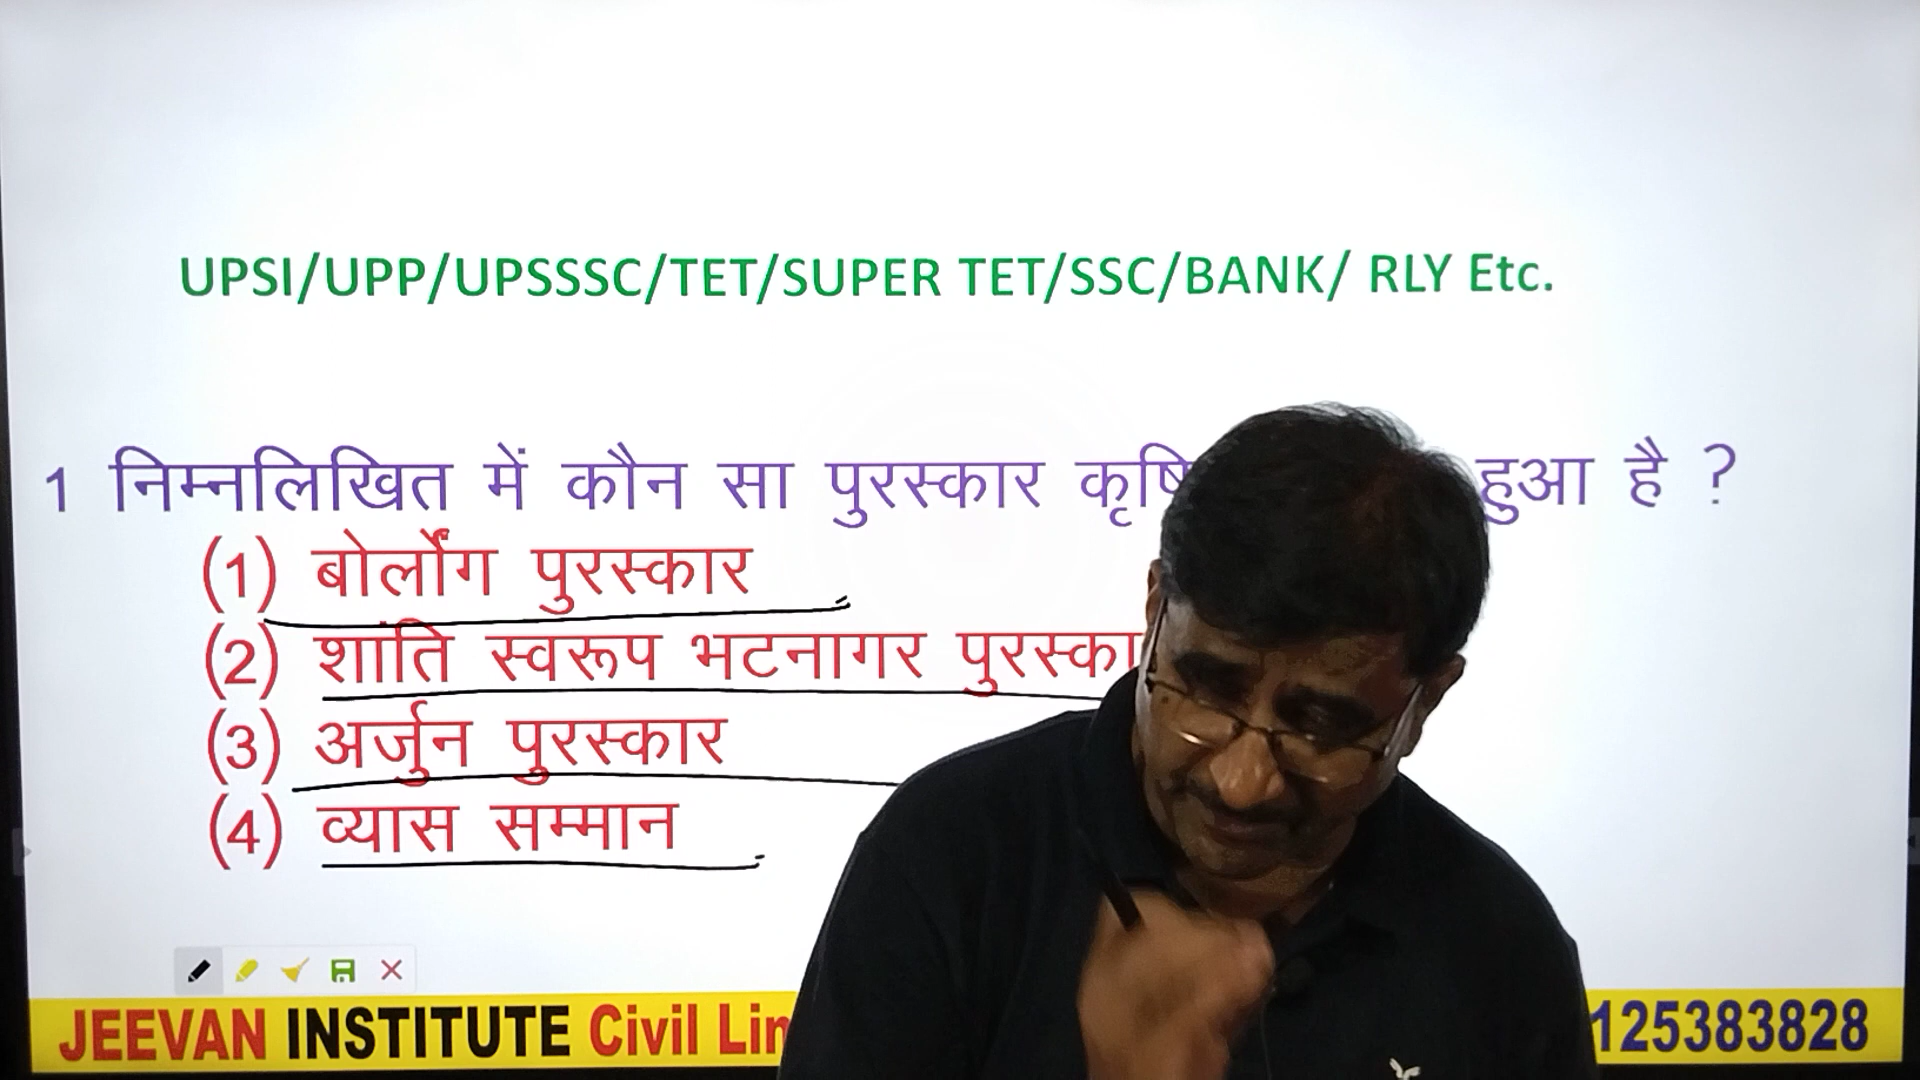 UPSI/UPP/UPSSSC/TET/SUPER TET/SSC/BANK/ RLY Etc.
1 निम्नलिखित में कौन सा पुरस्कार कृषि हुआ है ?
(1) बोर्लौंग पुरस्कार
(2) शांति स्वरूप भटनागर पुरस्का
(3) अर्जुन पुरस्कार
(4) व्यास सम्मान
JEEVAN INSTITUTE Civil Lin 125383828